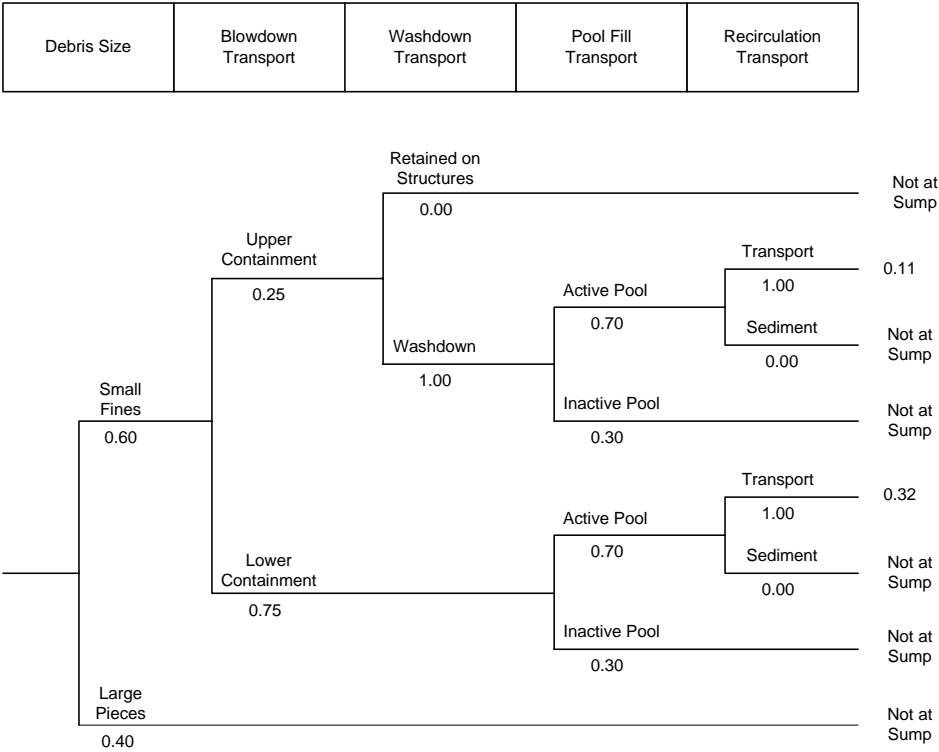 Debris Size
Blowdown
Transport
Washdown
Transport
Pool Fill
Transport
Recirculation
Transport
Retained on
Structures
0.00
Not at
Sump
Upper
Containment
0.25
Transport
1.00
0.11
Active Pool
0.70
Sediment
0.00
Not at
Sump
Washdown
1.00
Small
Fines
0.60
Inactive Pool
0.30
Not at
Sump
Transport
1.00
0.32
Active Pool
0.70
Lower
Containment
0.75
Sediment
0.00
Not at
Sump
Inactive Pool
0.30
Not at
Sump
Large
Pieces
0.40
Not at
Sump